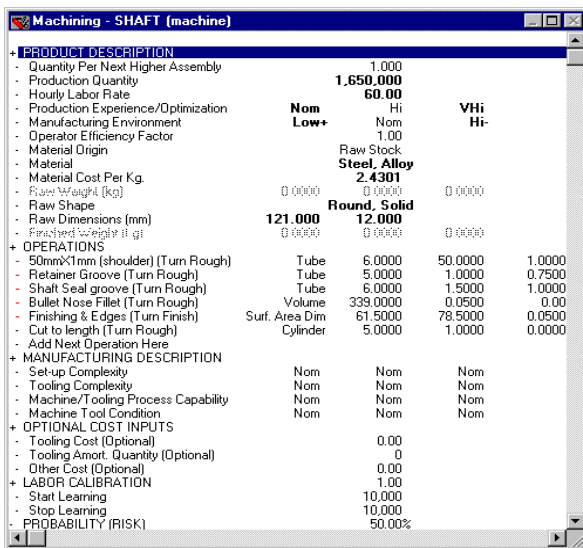 Machining - SHAFT (machine)
+ PRODUCT DESCRIPTION
- Quantity Per Next Higher Assembly 1.000
- Production Quantity 1,650,000
- Hourly Labor Rate 60.00
- Production Experience/Optimization Nom Hi VHi
- Manufacturing Environment Low+ Nom Hi-
- Operator Efficiency Factor 1.00
- Material Origin Raw Stock
- Material Steel, Alloy
- Material Cost Per Kg. 2.4301
- Raw Weight (kg) 0.0000 0.0000 0.0000
- Raw Shape Round, Solid
- Raw Dimensions (mm) 121.000 12.000
- Finished Weight (kg) 0.0000 0.0000 0.0000
+ OPERATIONS
- 50mmX1mm (shoulder) (Turn Rough) Tube 6.0000 50.0000 1.0000
- Retainer Groove (Turn Rough) Tube 5.0000 1.0000 0.7500
- Shaft Seal groove (Turn Rough) Tube 6.0000 1.5000 1.0000
- Bullet Nose Fillet (Turn Rough) Volume 339.0000 0.0500 0.00
- Finishing & Edges (Turn Finish) Surf. Area Dim 61.5000 78.5000 0.0500
- Cut to length (Turn Rough) Cylinder 5.0000 1.0000 0.0000
- Add Next Operation Here
+ MANUFACTURING DESCRIPTION
- Set-up Complexity Nom Nom Nom
- Tooling Complexity Nom Nom Nom
- Machine/Tooling Process Capability Nom Nom Nom
- Machine Tool Condition Nom Nom Nom
+ OPTIONAL COST INPUTS
- Tooling Cost (Optional) 0.00
- Tooling Amort. Quantity (Optional) 0
- Other Cost (Optional) 0.00
+ LABOR CALIBRATION 1.00
- Start Learning 10,000
- Stop Learning 10,000
- PROBABILITY (RISK) 50.00%